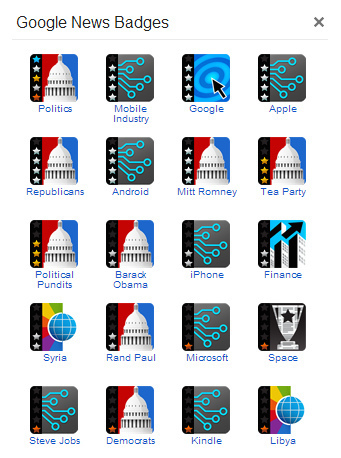 Google News Badges ×
Politics Mobile Google Apple
Industry
Republicans Android Mitt Romney Tea Party
Political Barack iPhone Finance
Pundits Obama
Syria Rand Paul Microsoft Space
Steve Jobs Democrats Kindle Libya